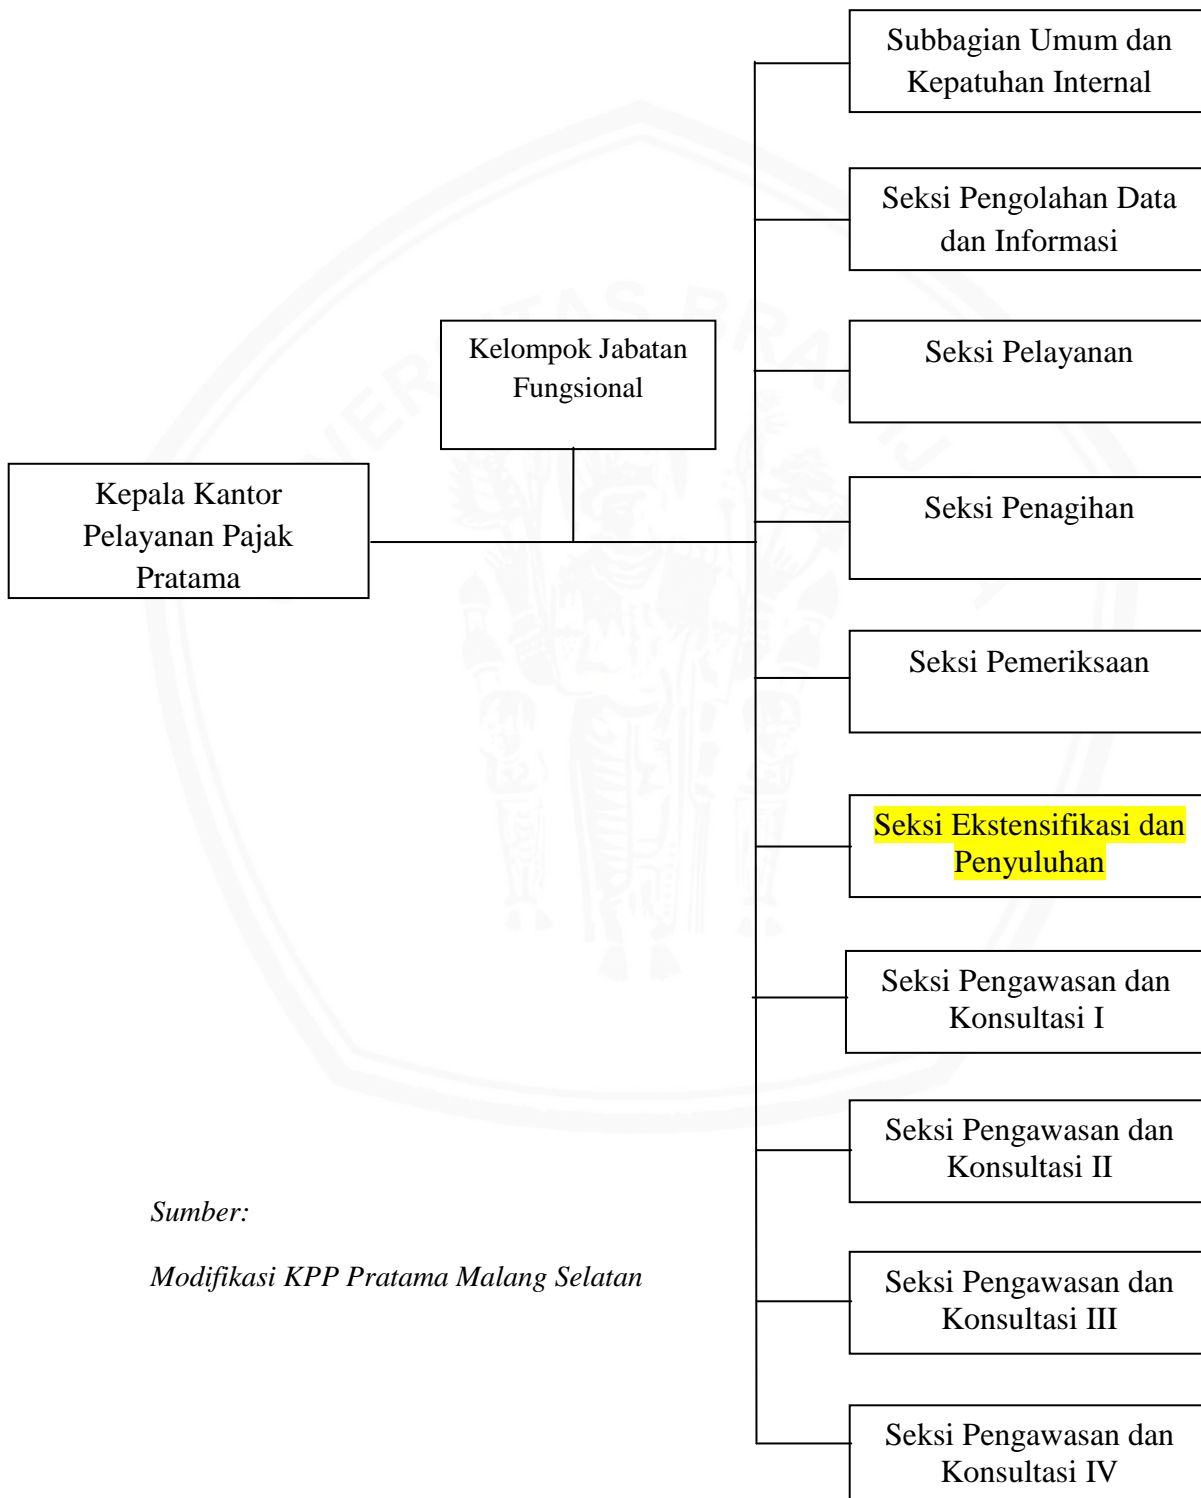 Subbagian Umum dan
Kepatuhan Internal
Seksi Pengolahan Data
dan Informasi
Kelompok Jabatan
Fungsional
Seksi Pelayanan
Kepala Kantor
Pelayanan Pajak
Pratama
Seksi Penagihan
Seksi Pemeriksaan
Seksi Ekstensifikasi dan
Penyuluhan
Seksi Pengawasan dan
Konsultasi I
Seksi Pengawasan dan
Konsultasi II
Sumber:
Modifikasi KPP Pratama Malang Selatan
Seksi Pengawasan dan
Konsultasi III
Seksi Pengawasan dan
Konsultasi IV